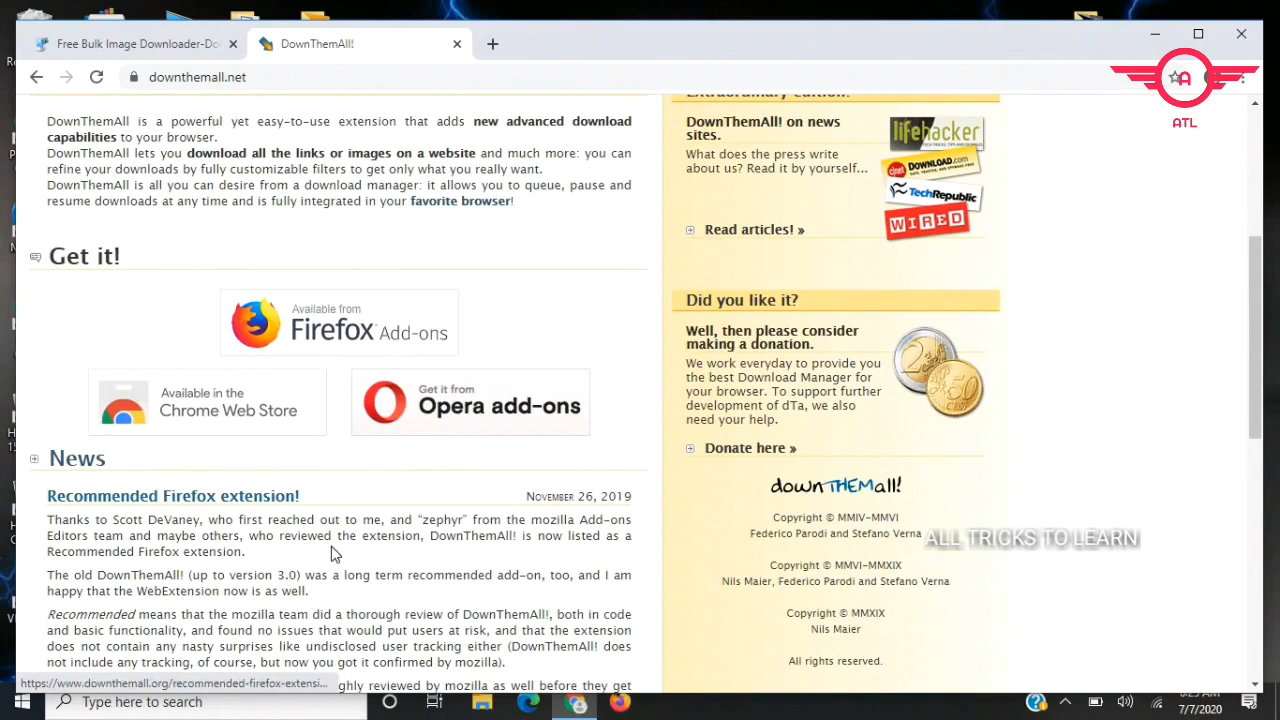 Free Bulk Image Downloader-Do
DownThemAll!
downthemall.net
A
ATL
DownThemAll is a powerful yet easy-to-use extension that adds new advanced download
capabilities to your browser.
DownThemAll lets you download all the links or images on a website and much more: you can
refine your downloads by fully customizable filters to get only what you really want.
DownThemAll is all you can desire from a download manager: it allows you to queue, pause and
resume downloads at any time and is fully integrated in your favorite browser!
Get it!
Available from
Firefox Add-ons
Available in the
Chrome Web Store
Get it from
Opera add-ons
News
Recommended Firefox extension!
November 26, 2019
Thanks to Scott DeVaney, who first reached out to me, and “zephyr” from the mozilla Add-ons
Editors team and maybe others, who reviewed the extension, DownThemAll! is now listed as a
Recommended Firefox extension.
The old DownThemAll! (up to version 3.0) was a long term recommended add-on, too, and I am
happy that the WebExtension now is as well.
Recommended means that the mozilla team did a thorough review of DownThemAll!, both in code
and basic functionality, and found no issues that would put users at risk, and that the extension
does not contain any nasty surprises like undisclosed user tracking either (DownThemAll! does
not include any tracking, of course, but now you got it confirmed by mozilla).
ghly reviewed by mozilla as well before they get
https://www.downthemall.org/recommended-firefox-extensi...
Extraordinary edition!
DownThemAll! on news
sites.
What does the press write
about us? Read it by yourself...
lifehacker
DOWNLOAD.com
TechRepublic
WIRED
Read articles! »
Did you like it?
Well, then please consider
making a donation.
We work everyday to provide you
the best Download Manager for
your browser. To support further
development of dTa, we also
need your help.
Donate here »
downTHEMall!
Copyright © MMIV-MMVI
Federico Parodi and Stefano Verna
Copyright © MMVI-MMXIX
Nils Maier, Federico Parodi and Stefano Verna
Copyright © MMXIX
Nils Maier
All rights reserved.
ALL TRICKS TO LEARN
Type here to search
7/7/2020